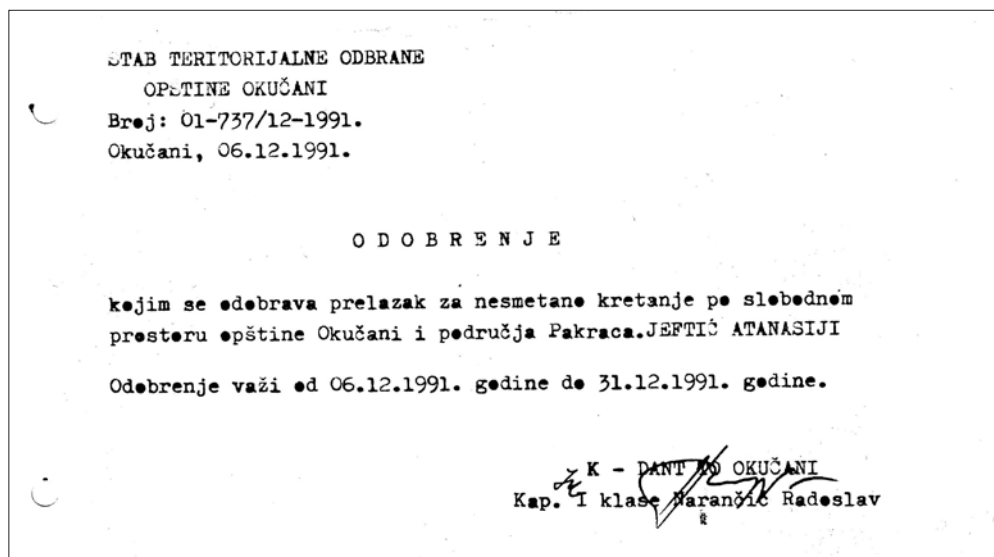 ŠTAB TERITORIJALNE ODBRANE
OPŠTINE OKUČANI
Broj: 01-737/12-1991.
Okučani, 06.12.1991.
O D O B R E N J E
kojim se odobrava prelazak za nesmetano kretanje po slobodnom
prostoru opštine Okučani i područja Pakraca.JEFTIĆ ATANASIJI
Odobrenje važi od 06.12.1991. godine do 31.12.1991. godine.
K - DANT TO OKUČANI
Kap. I klase Narančić Radoslav